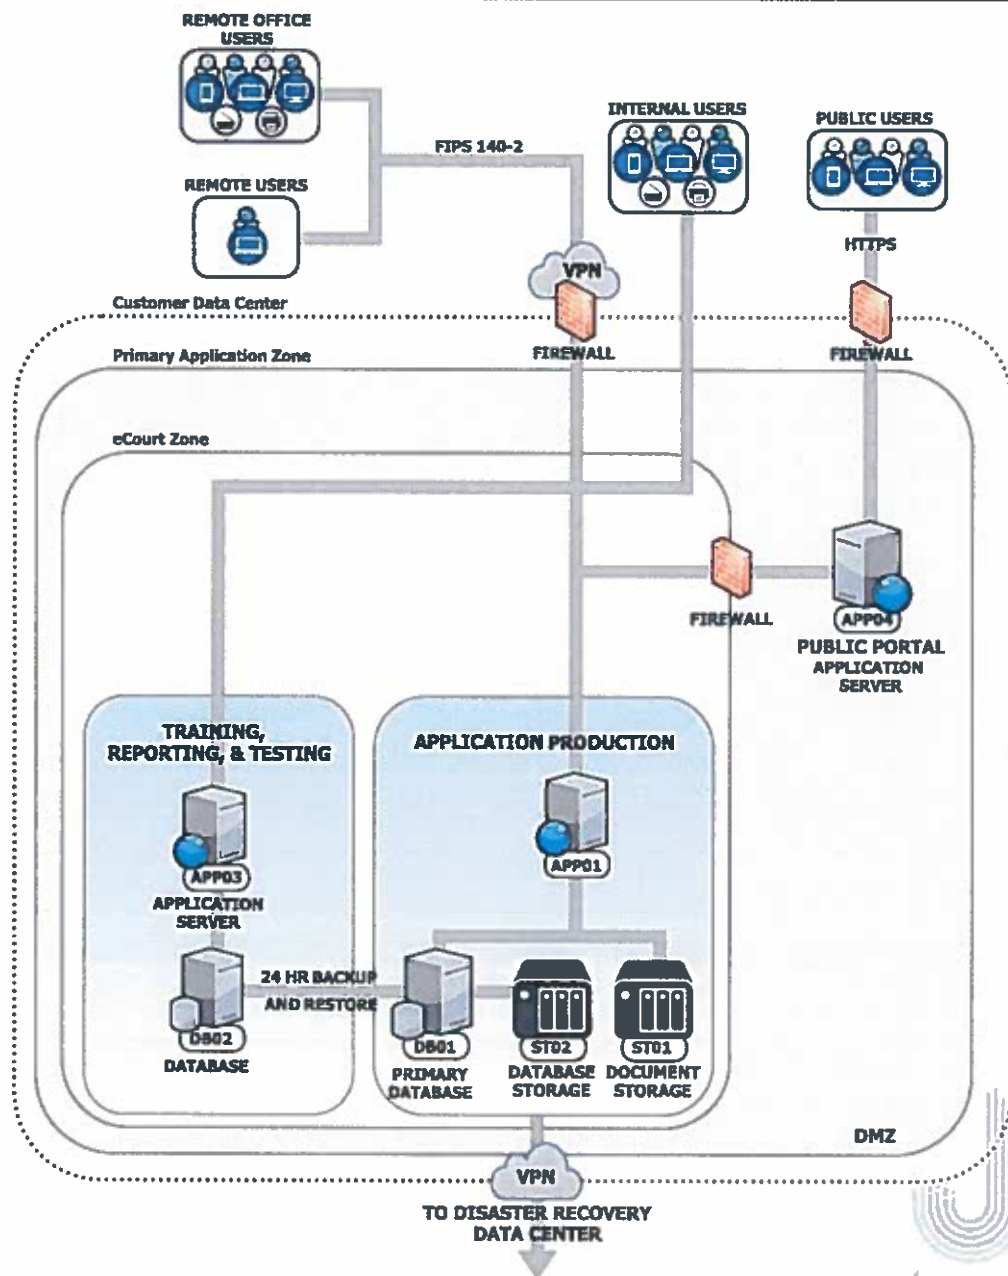 REMOTE OFFICE
USERS
INTERNAL USERS
PUBLIC USERS
FIPS 140-2
REMOTE USERS
HTTPS
VPN
Customer Data Center
FIREWALL
FIREWALL
Primary Application Zone
eCourt Zone
FIREWALL
APP04
PUBLIC PORTAL
APPLICATION
SERVER
TRAINING,
REPORTING, & TESTING
APPLICATION PRODUCTION
APP03
APPLICATION
SERVER
APP01
24 HR BACKUP
AND RESTORE
DB02
DATABASE
DB01
PRIMARY
DATABASE
ST02
DATABASE
STORAGE
ST01
DOCUMENT
STORAGE
DMZ
VPN
TO DISASTER RECOVERY
DATA CENTER